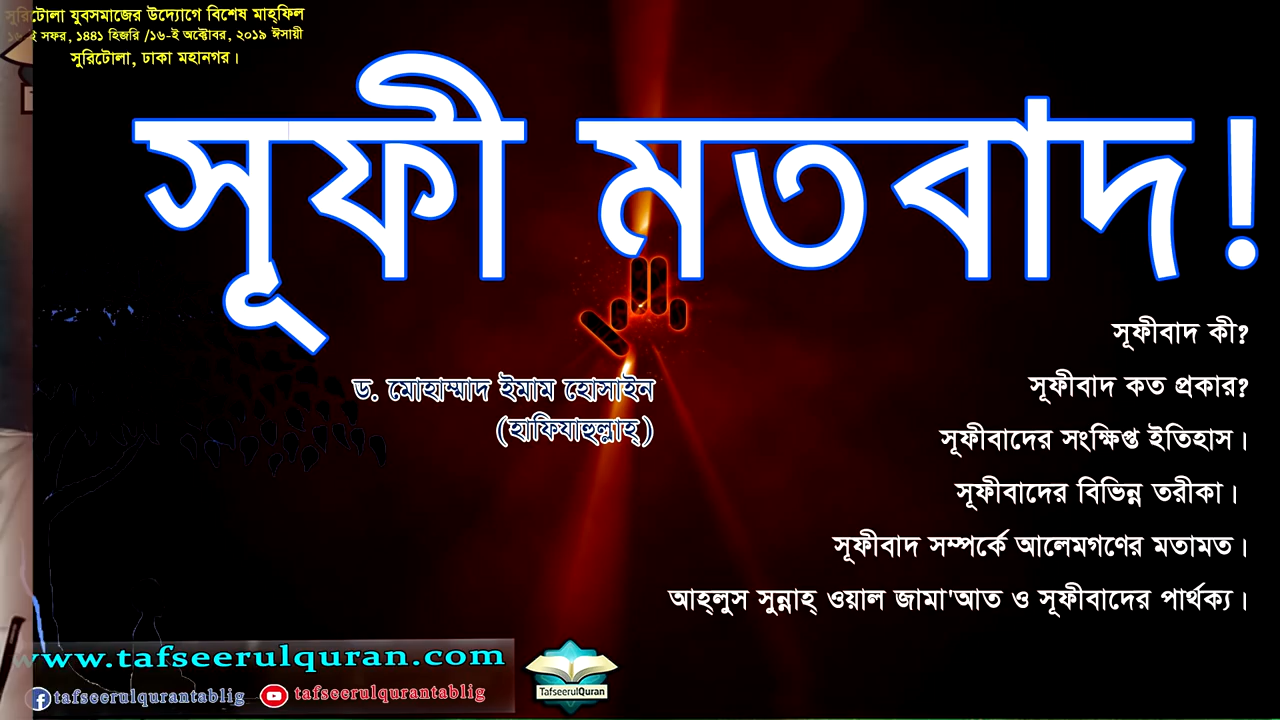 সুরিটোলা যুবসমাজের উদ্যোগে বিশেষ মাহ্‌ফিল
১৬-ই সফর, ১৪৪১ হিজরি /১৬-ই অক্টোবর, ২০১৯ ঈসায়ী
সুরিটোলা, ঢাকা মহানগর।
সূফী মতবাদ!
ড. মোহাম্মাদ ইমাম হোসাইন
(হাফিযাহুল্লাহ্)
সূফীবাদ কী?
সূফীবাদ কত প্রকার?
সূফীবাদের সংক্ষিপ্ত ইতিহাস।
সূফীবাদের বিভিন্ন তরীকা।
সূফীবাদ সম্পর্কে আলেমগণের মতামত।
আহ্‌লুস সুন্নাহ্ ওয়াল জামা'আত ও সূফীবাদের পার্থক্য।
www.tafseerulquran.com
tafseerulqurantablig tafseerulqurantablig
TafseerulQuran